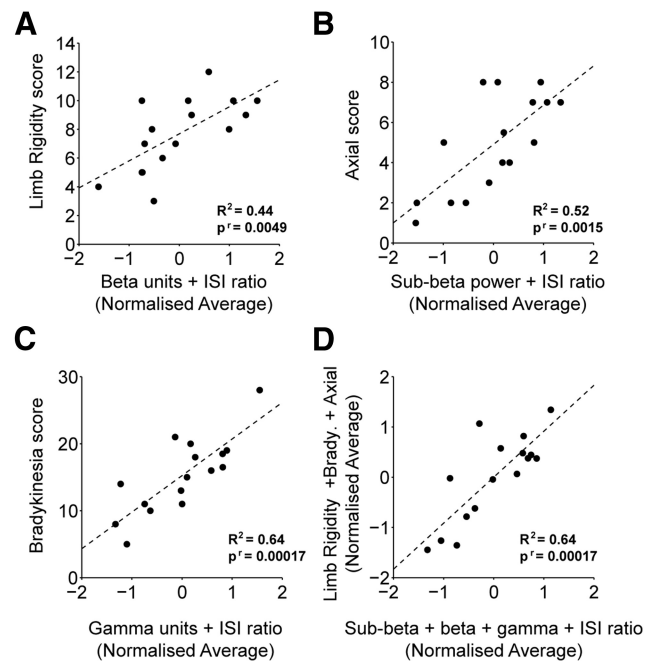 A
Limb Rigidity score
14
12
10
8
6
4
2
0
−2
−1
0
1
2
R² = 0.44
pʳ = 0.0049
Beta units + ISI ratio
(Normalised Average)
B
Axial score
10
8
6
4
2
0
−2
−1
0
1
2
R² = 0.52
pʳ = 0.0015
Sub-beta power + ISI ratio
(Normalised Average)
C
Bradykinesia score
30
20
10
0
−2
−1
0
1
2
R² = 0.64
pʳ = 0.00017
Gamma units + ISI ratio
(Normalised Average)
D
Limb Rigidity +Brady. + Axial
(Normalised Average)
2
1
0
−1
−2
−2
−1
0
1
2
R² = 0.64
pʳ = 0.00017
Sub-beta + beta + gamma + ISI ratio
(Normalised Average)